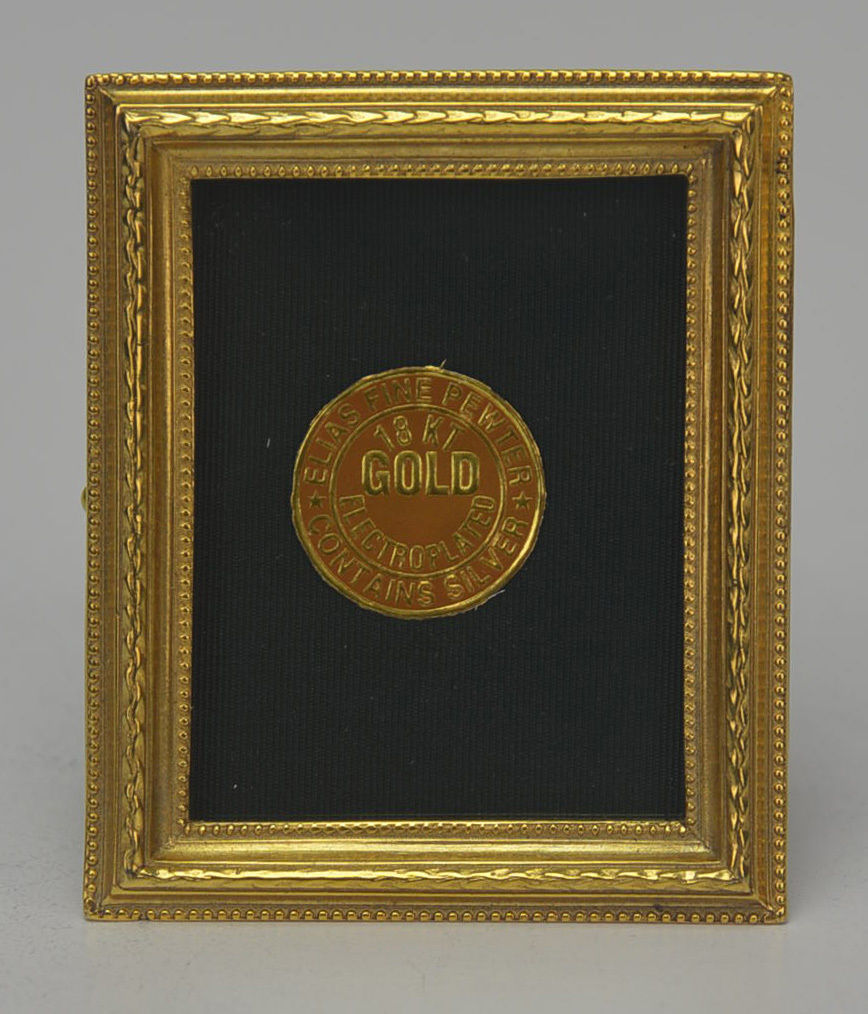 ELIAS FINE PEWTER
18 KT
GOLD
ELECTROPLATED
★ CONTAINS SILVER ★